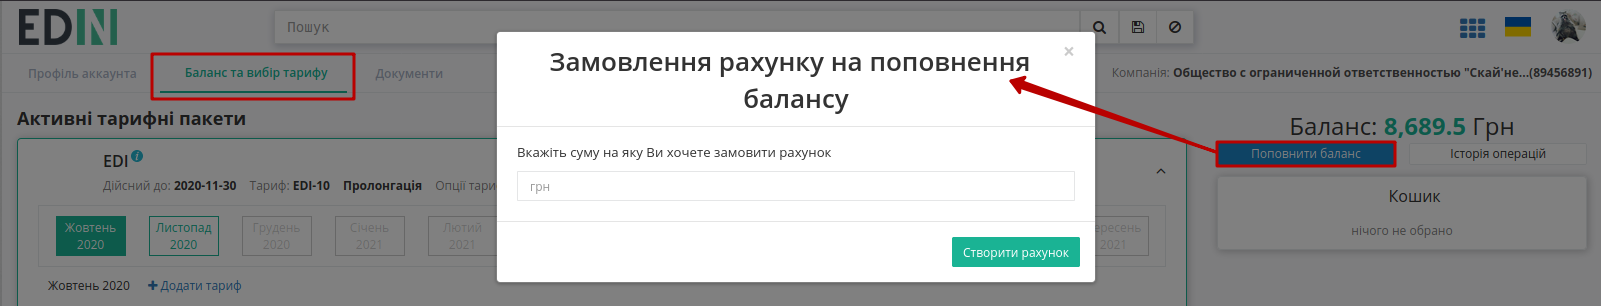 EDIN
Пошук
Профіль аккаунта
Баланс та вибір тарифу
Документи
Компанія: Общество с ограниченной ответственностью "Скай'не...(89456891)
Замовлення рахунку на поповнення
балансу
×
Активні тарифні пакети
Баланс: 8,689.5 Грн
Поповнити баланс
Історія операцій
EDI i
Дійсний до: 2020-11-30 Тариф: EDI-10 Пролонгація Опції
Вкажіть суму на яку Ви хочете замовити рахунок
грн
Кошик
нічого не обрано
Жовтень
2020
Листопад
2020
Грудень
2020
Січень
2021
Лютий
2021
2021
Створити рахунок
Жовтень 2020
+ Додати тариф